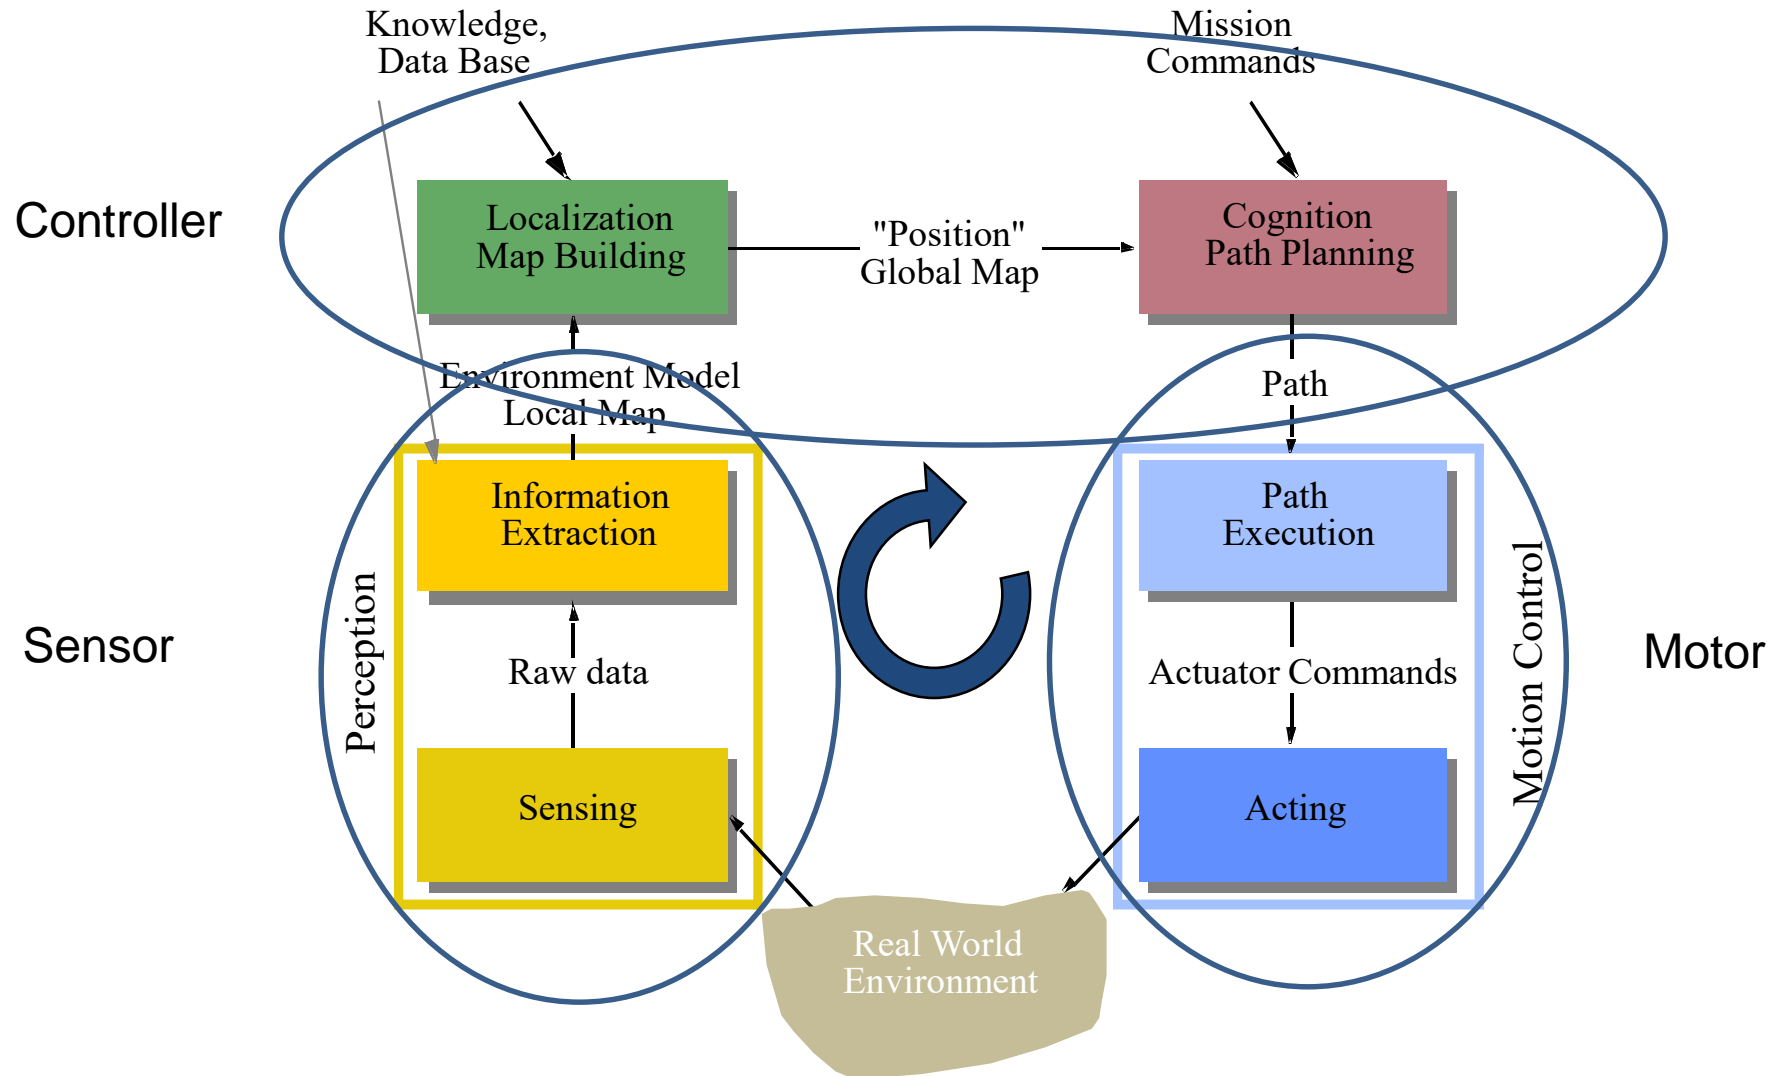 Knowledge,
Data Base
Mission
Commands
Controller
Localization
Map Building
"Position"
Global Map
Cognition
Path Planning
Environment Model
Local Map
Path
Information
Extraction
Path
Execution
Perception
Sensor
Raw data
Actuator Commands
Motion Control
Motor
Sensing
Acting
Real World
Environment